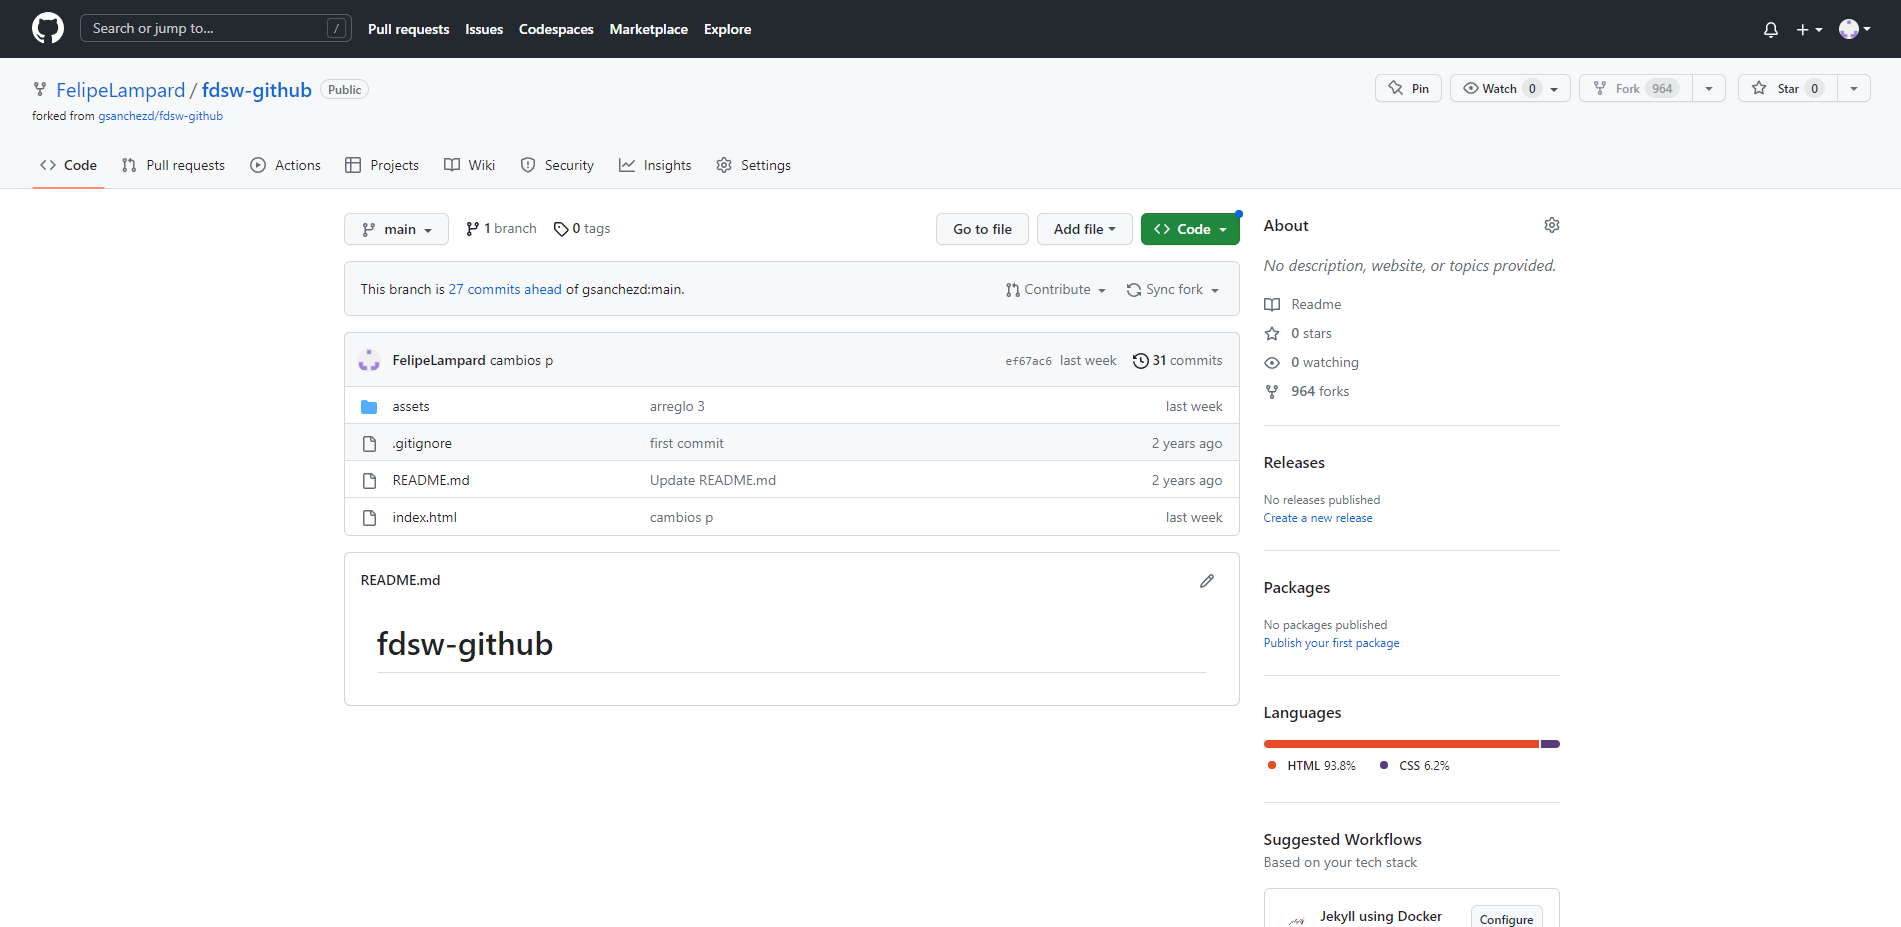 Search or jump to... / Pull requests Issues Codespaces Marketplace Explore
FelipeLampard / fdsw-github Public Pin Watch 0 Fork 964 Star 0
forked from gsanchezd/fdsw-github
Code Pull requests Actions Projects Wiki Security Insights Settings
main 1 branch 0 tags Go to file Add file Code
This branch is 27 commits ahead of gsanchezd:main. Contribute Sync fork
FelipeLampard cambios p ef67ac6 last week 31 commits
assets arreglo 3 last week
.gitignore first commit 2 years ago
README.md Update README.md 2 years ago
index.html cambios p last week
README.md
fdsw-github
About
No description, website, or topics provided.
Readme
0 stars
0 watching
964 forks
Releases
No releases published
Create a new release
Packages
No packages published
Publish your first package
Languages
HTML 93.8% CSS 6.2%
Suggested Workflows
Based on your tech stack
Jekyll using Docker Configure